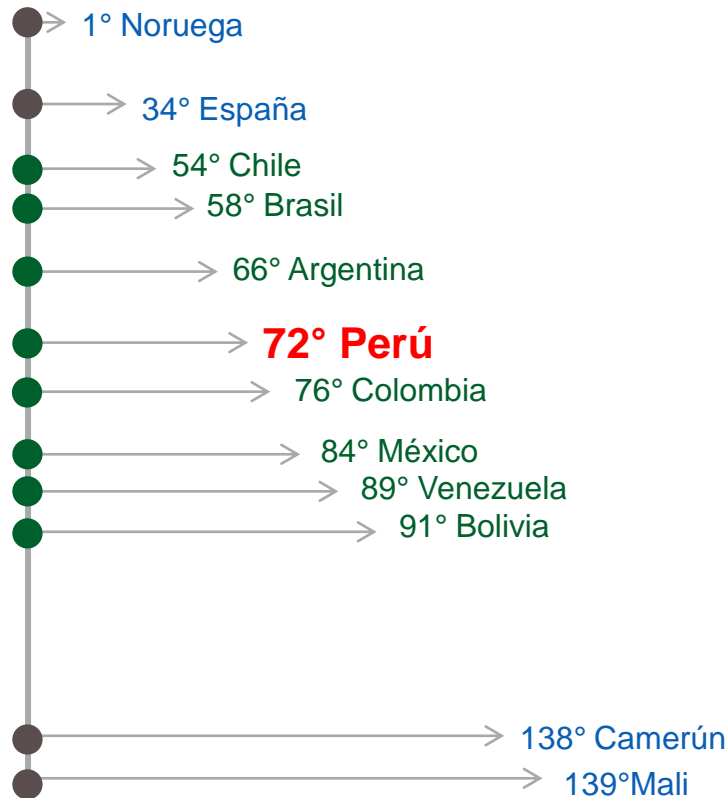 1° Noruega
34° España
54° Chile
58° Brasil
66° Argentina
72° Perú
76° Colombia
84° México
89° Venezuela
91° Bolivia
138° Camerún
139°Mali